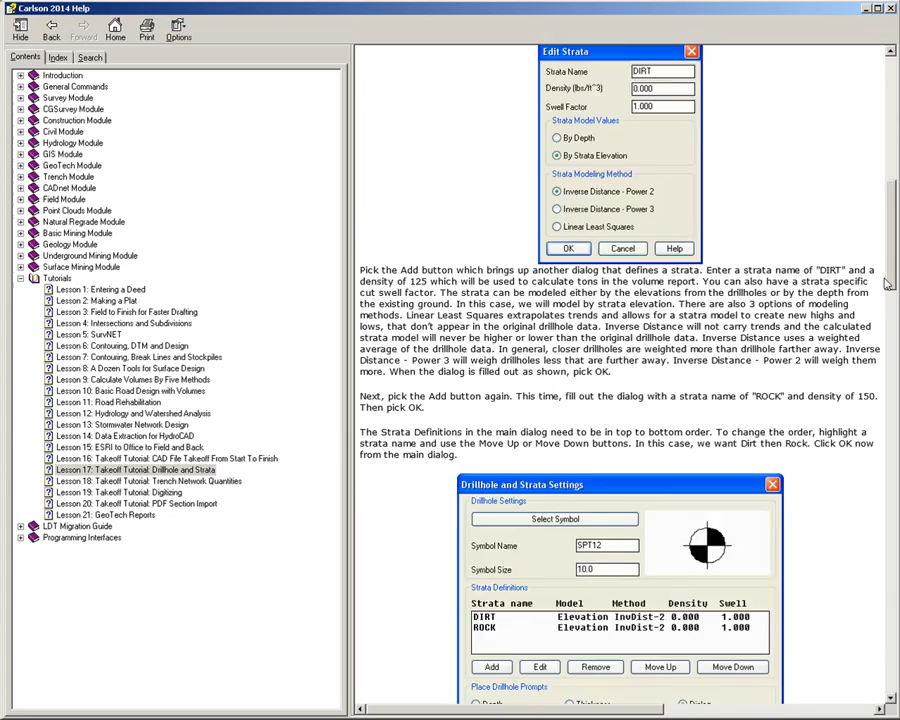 Carlson 2014 Help
Hide Back Forward Home Print Options
Contents Index Search
Introduction
General Commands
Survey Module
CGSurvey Module
Construction Module
Civil Module
Hydrology Module
GIS Module
GeoTech Module
Trench Module
CADnet Module
Field Module
Point Clouds Module
Natural Regrade Module
Basic Mining Module
Geology Module
Underground Mining Module
Surface Mining Module
Tutorials
Lesson 1: Entering a Deed
Lesson 2: Making a Plat
Lesson 3: Field to Finish for Faster Drafting
Lesson 4: Intersections and Subdivisions
Lesson 5: SurvNET
Lesson 6: Contouring, DTM and Design
Lesson 7: Contouring, Break Lines and Stockpiles
Lesson 8: A Dozen Tools for Surface Design
Lesson 9: Calculate Volumes By Five Methods
Lesson 10: Basic Road Design with Volumes
Lesson 11: Road Rehabilitation
Lesson 12: Hydrology and Watershed Analysis
Lesson 13: Stormwater Network Design
Lesson 14: Data Extraction for HydroCAD
Lesson 15: ESRI to Office to Field and Back
Lesson 16: Takeoff Tutorial: CAD File Takeoff From Start To Finish
Lesson 17: Takeoff Tutorial: Drillhole and Strata
Lesson 18: Takeoff Tutorial: Trench Network Quantities
Lesson 19: Takeoff Tutorial: Digitizing
Lesson 20: Takeoff Tutorial: PDF Section Import
Lesson 21: GeoTech Reports
LDT Migration Guide
Programming Interfaces
Edit Strata
Strata Name DIRT
Density (lbs/ft^3) 0.000
Swell Factor 1.000
Strata Model Values
By Depth
By Strata Elevation
Strata Modeling Method
Inverse Distance - Power 2
Inverse Distance - Power 3
Linear Least Squares
OK Cancel Help
Pick the Add button which brings up another dialog that defines a strata. Enter a strata name of "DIRT" and a
density of 125 which will be used to calculate tons in the volume report. You can also have a strata specific
cut swell factor. The strata can be modeled either by the elevations from the drillholes or by the depth from
the existing ground. In this case, we will model by strata elevation. There are also 3 options of modeling
methods. Linear Least Squares extrapolates trends and allows for a statra model to create new highs and
lows, that don't appear in the original drillhole data. Inverse Distance will not carry trends and the calculated
strata model will never be higher or lower than the original drillhole data. Inverse Distance uses a weighted
average of the drillhole data. In general, closer drillholes are weighted more than drillhole farther away. Inverse
Distance - Power 3 will weigh drillholes less that are further away. Inverse Distance - Power 2 will weigh them
more. When the dialog is filled out as shown, pick OK.
Next, pick the Add button again. This time, fill out the dialog with a strata name of "ROCK" and density of 150.
Then pick OK.
The Strata Definitions in the main dialog need to be in top to bottom order. To change the order, highlight a
strata name and use the Move Up or Move Down buttons. In this case, we want Dirt then Rock. Click OK now
from the main dialog.
Drillhole and Strata Settings
Drillhole Settings
Select Symbol
Symbol Name SPT12
Symbol Size 10.0
Strata Definitions
Strata name Model Method Density Swell
DIRT Elevation InvDist-2 0.000 1.000
ROCK Elevation InvDist-2 0.000 1.000
Add Edit Remove Move Up Move Down
Place Drillhole Prompts
Depth Thickness Dialog